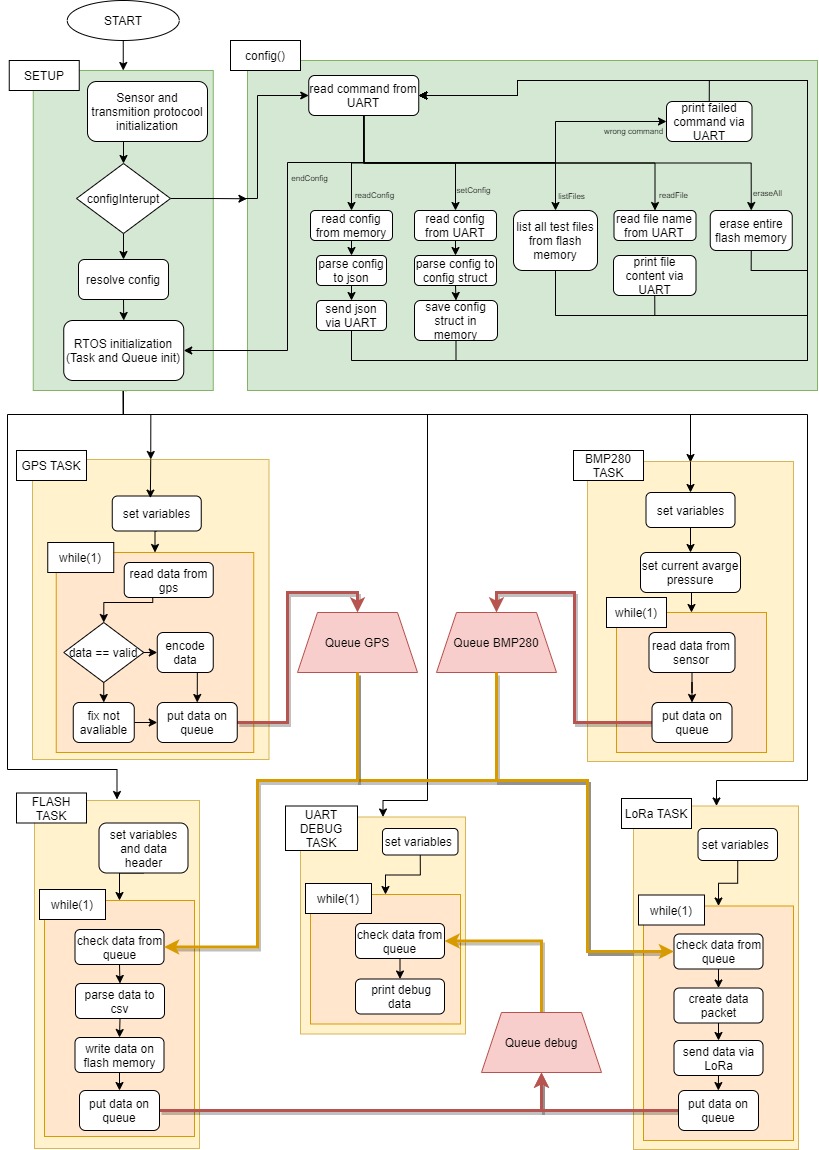 START
SETUP
config()
Sensor and
transmition protocool
initialization
configInterupt
resolve config
RTOS initialization
(Task and Queue init)
read command from
UART
print failed
command via
UART
wrong command
endConfig
readConfig
setConfig
listFiles
readFile
eraseAll
read config
from memory
parse config
to json
send json
via UART
read config
from UART
parse config to
config struct
save config
struct in
memory
list all test files
from flash
memory
read file name
from UART
print file
content via
UART
erase entire
flash memory
GPS TASK
set variables
while(1)
read data from
gps
data == valid
encode
data
fix not
avaliable
put data on
queue
Queue GPS
Queue BMP280
BMP280
TASK
set variables
set current avarge
pressure
while(1)
read data from
sensor
put data on
queue
FLASH
TASK
set variables
and data
header
while(1)
check data from
queue
parse data to
csv
write data on
flash memory
put data on
queue
UART
DEBUG
TASK
set variables
while(1)
check data from
queue
print debug
data
Queue debug
LoRa TASK
set variables
while(1)
check data from
queue
create data
packet
send data via
LoRa
put data on
queue